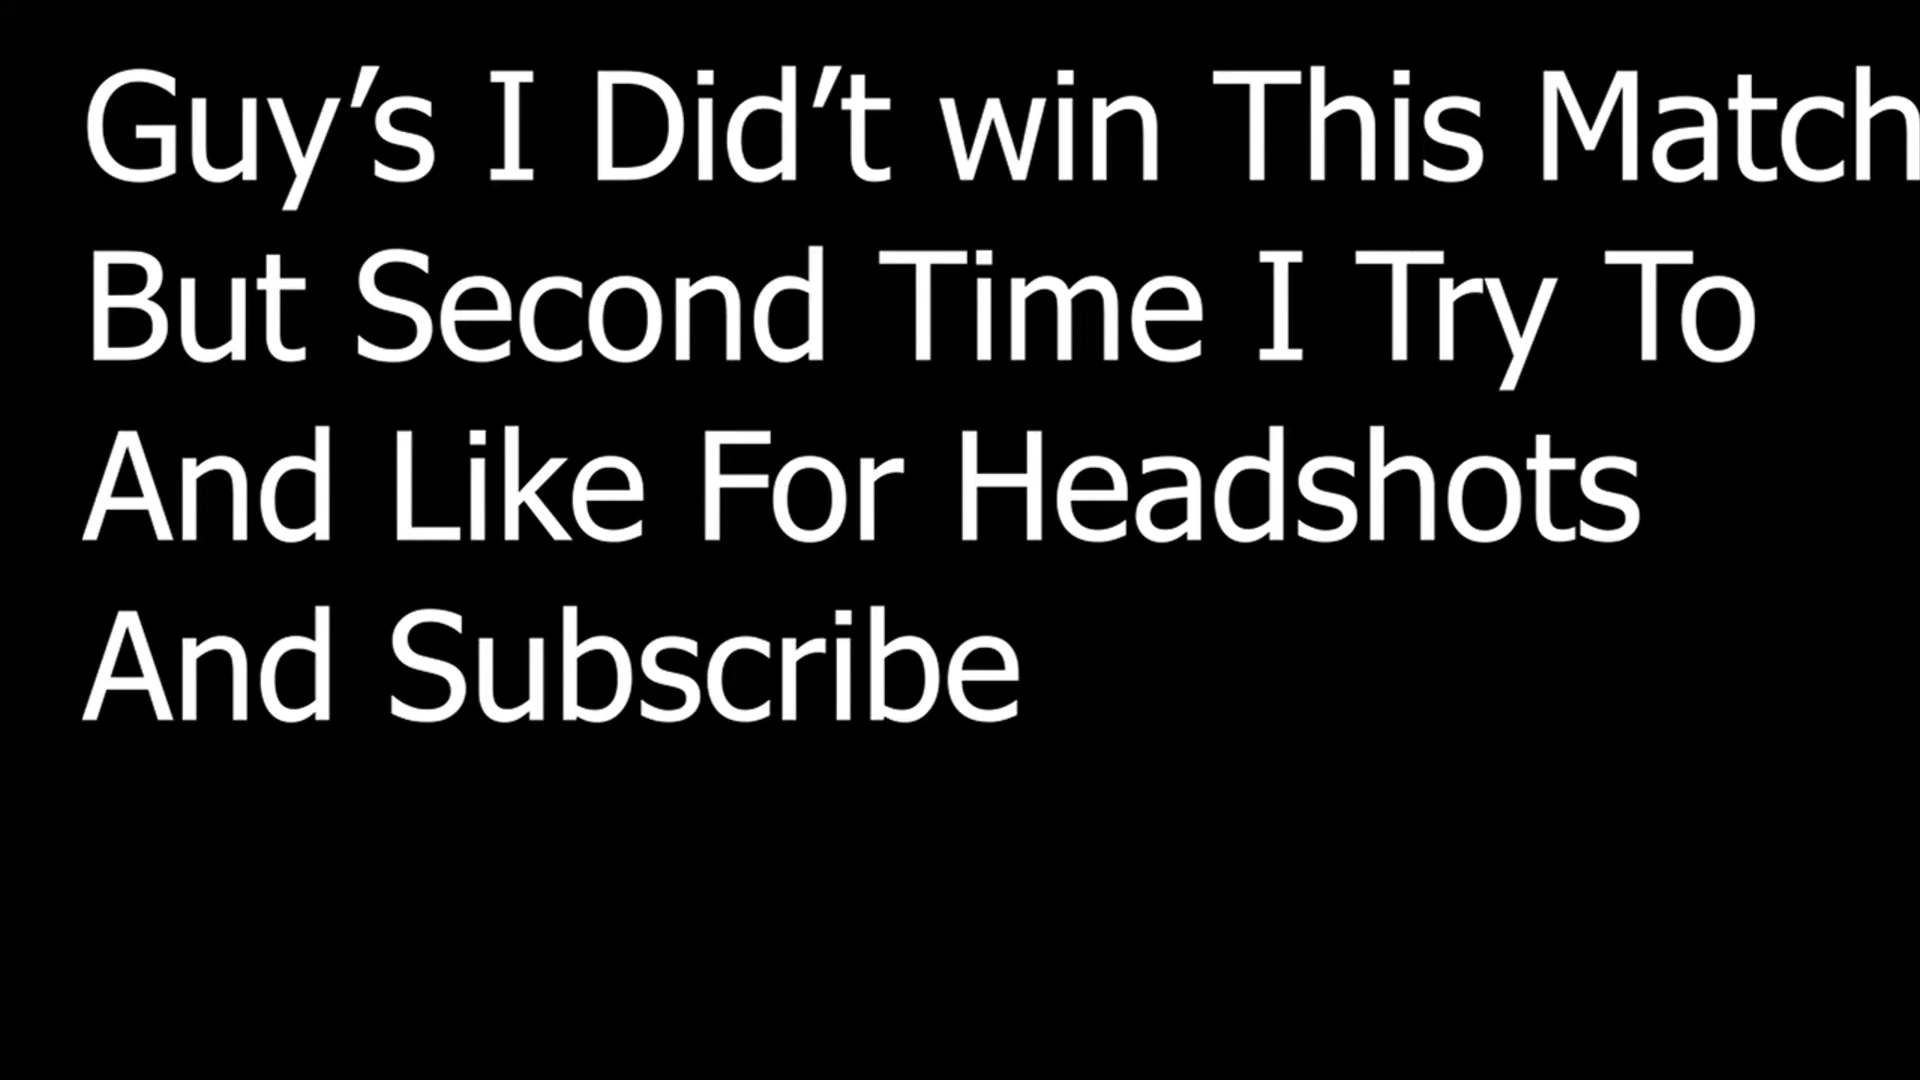 Guy’s I Did’t win This Match
But Second Time I Try To
And Like For Headshots
And Subscribe